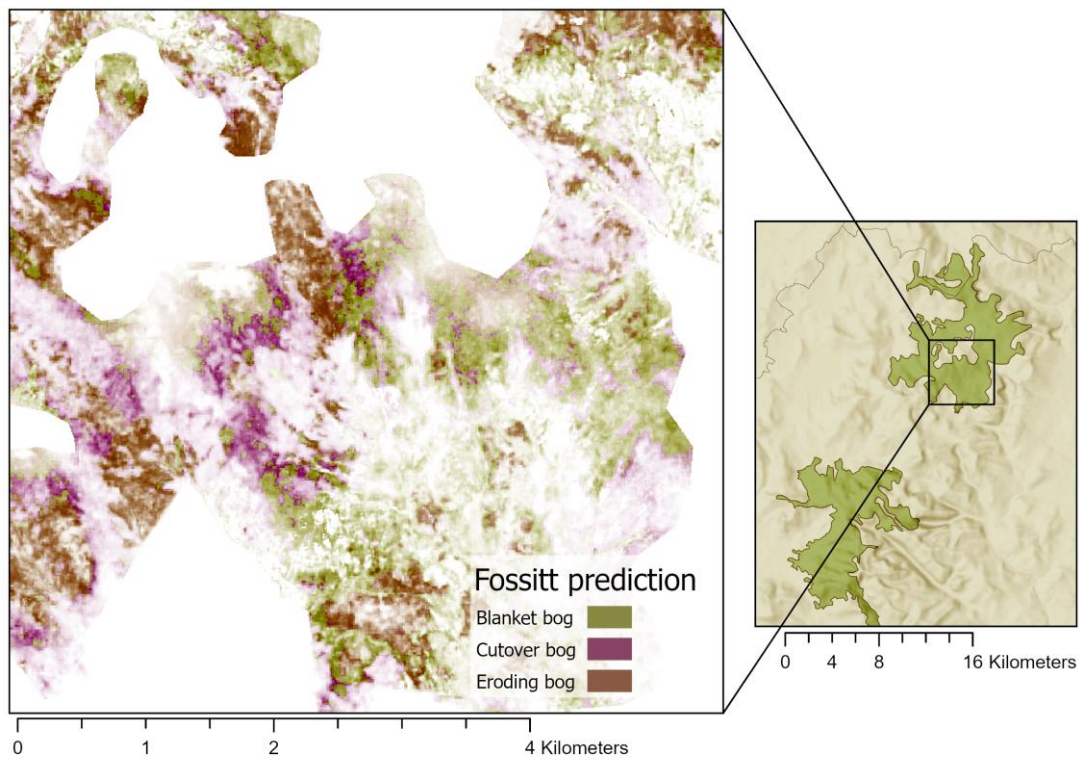 Fossitt prediction
Blanket bog
Cutover bog
Eroding bog
0 4 8 16 Kilometers
0 1 2 4 Kilometers